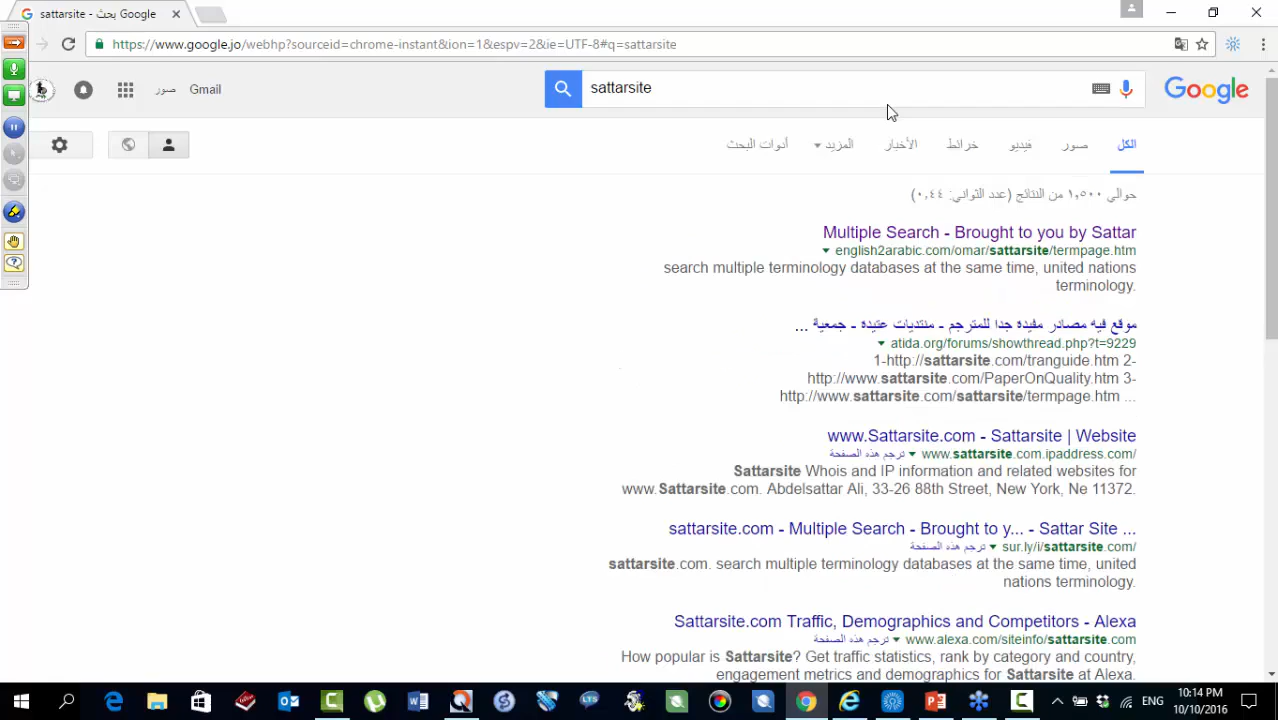 sattarsite - بحث Google
https://www.google.jo/webhp?sourceid=chrome-instant&ion=1&espv=2&ie=UTF-8#q=sattarsite
صور Gmail
sattarsite
Google
الكل صور فيديو خرائط الأخبار المزيد أدوات البحث
حوالي ١,٥٠٠ من النتائج (عدد الثواني: ٠,٤٤)
Multiple Search - Brought to you by Sattar
english2arabic.com/omar/sattarsite/termpage.htm
search multiple terminology databases at the same time, united nations
terminology.
موقع فيه مصادر مفيدة جدا للمترجم - منتديات عتيدة - جمعية ...
atida.org/forums/showthread.php?t=9229
1-http://sattarsite.com/tranguide.htm 2-
http://www.sattarsite.com/PaperOnQuality.htm 3-
http://www.sattarsite.com/sattarsite/termpage.htm ...
www.Sattarsite.com - Sattarsite | Website
www.sattarsite.com.ipaddress.com/ ترجم هذه الصفحة
Sattarsite Whois and IP information and related websites for
www.Sattarsite.com. Abdelsattar Ali, 33-26 88th Street, New York, Ne 11372.
sattarsite.com - Multiple Search - Brought to y... - Sattar Site ...
sur.ly/i/sattarsite.com/ ترجم هذه الصفحة
sattarsite.com. search multiple terminology databases at the same time, united
nations terminology.
Sattarsite.com Traffic, Demographics and Competitors - Alexa
www.alexa.com/siteinfo/sattarsite.com ترجم هذه الصفحة
How popular is Sattarsite? Get traffic statistics, rank by category and country,
engagement metrics and demographics for Sattarsite at Alexa.
LTS
ENG
10:14 PM
10/10/2016